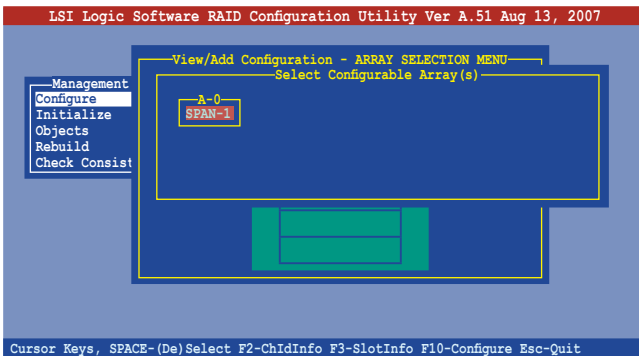 LSI Logic Software RAID Configuration Utility Ver A.51 Aug 13, 2007
View/Add Configuration - ARRAY SELECTION MENU
Select Configurable Array(s)
Management
Configure
Initialize
Objects
Rebuild
Check Consist
A-0
SPAN-1
Cursor Keys, SPACE-(De)Select F2-ChIdInfo F3-SlotInfo F10-Configure Esc-Quit